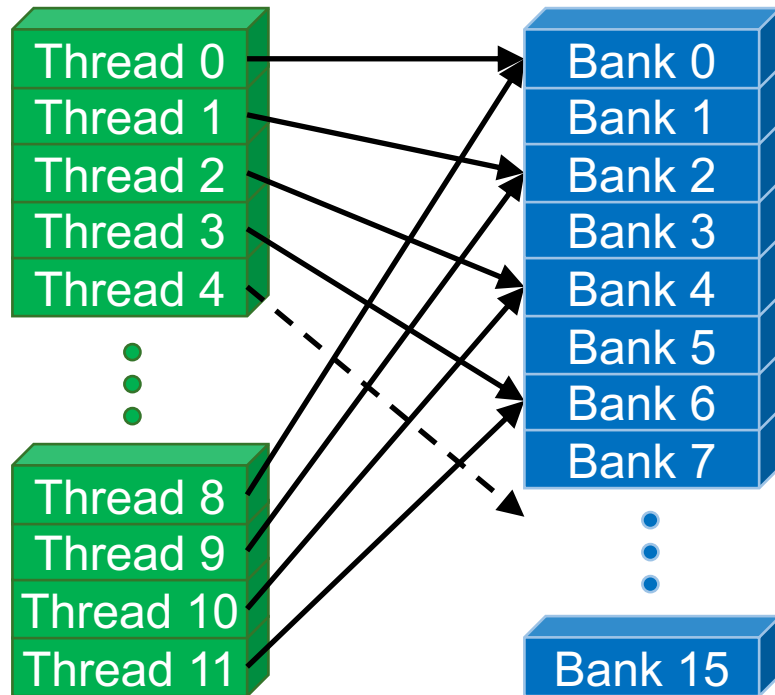 Thread 0
Thread 1
Thread 2
Thread 3
Thread 4
Thread 8
Thread 9
Thread 10
Thread 11
Bank 0
Bank 1
Bank 2
Bank 3
Bank 4
Bank 5
Bank 6
Bank 7
Bank 15